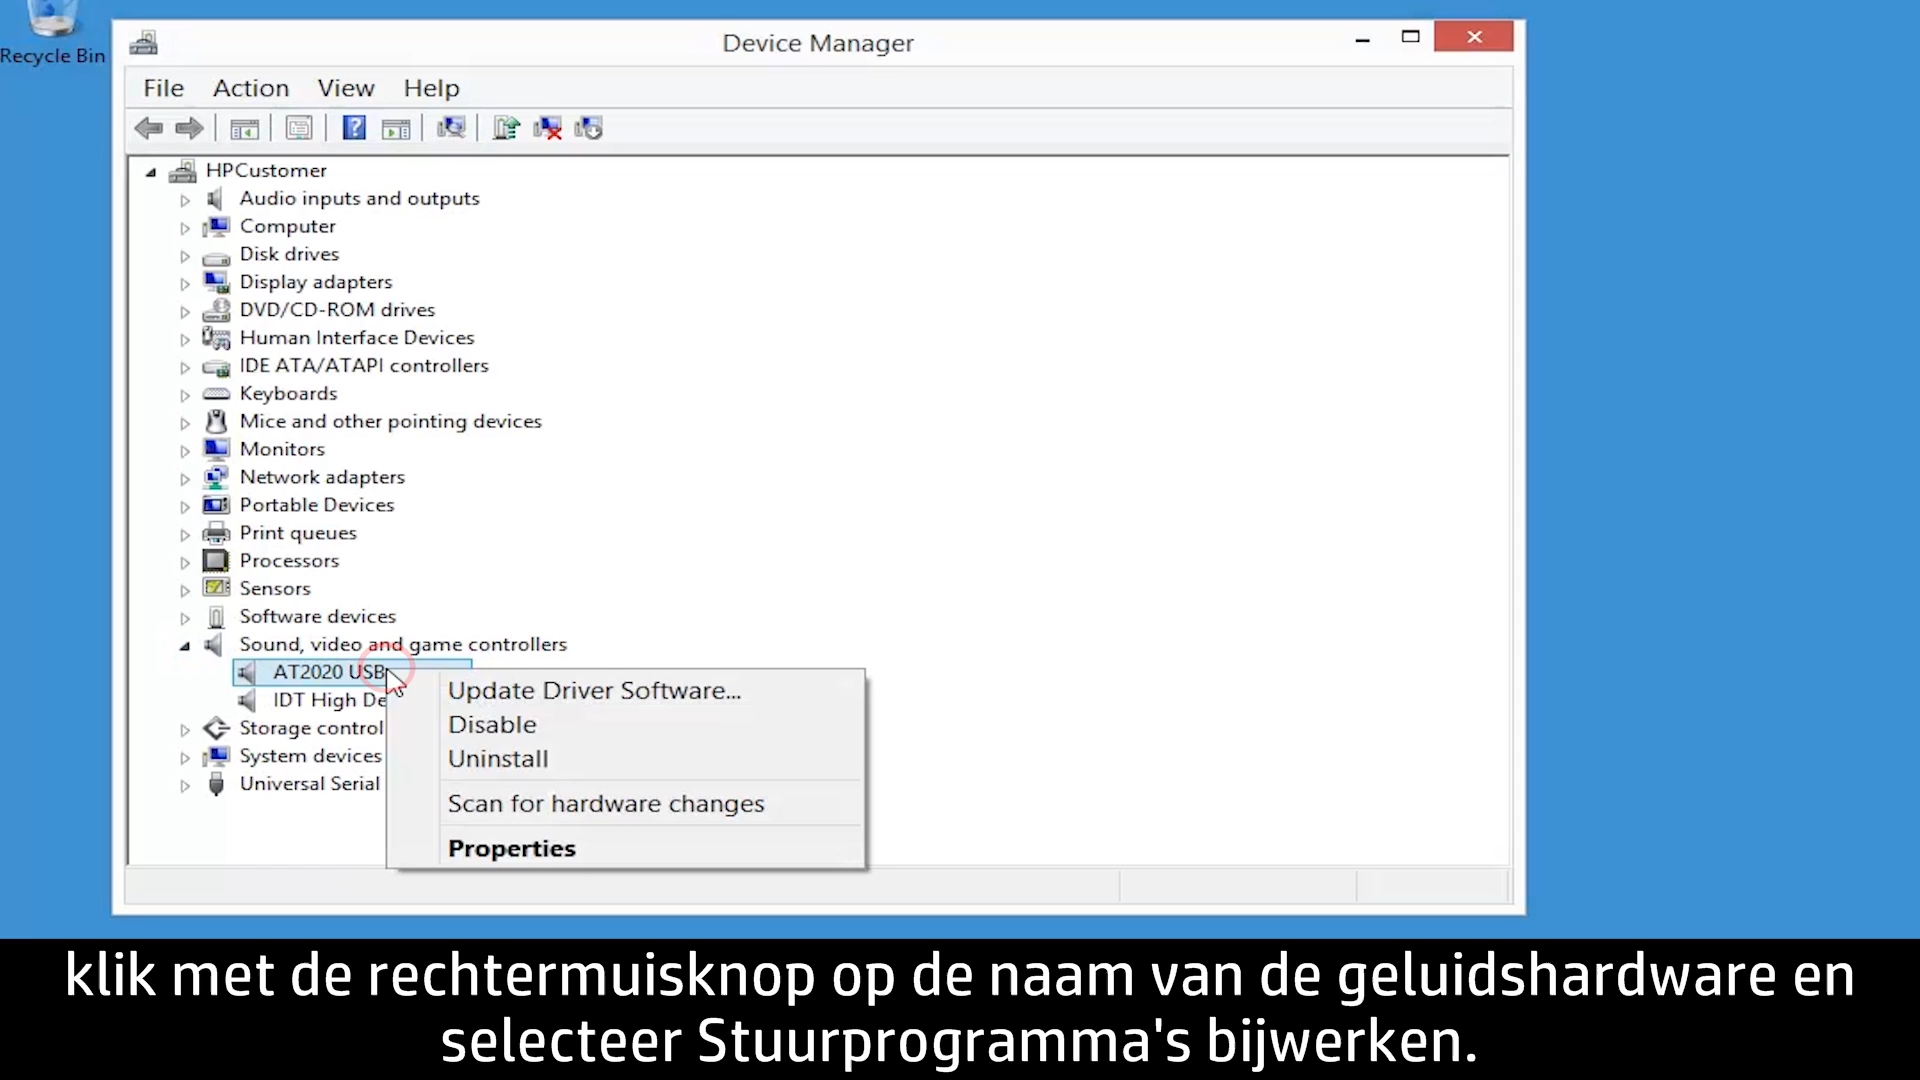 Recycle Bin
Device Manager
File Action View Help
HPCustomer
Audio inputs and outputs
Computer
Disk drives
Display adapters
DVD/CD-ROM drives
Human Interface Devices
IDE ATA/ATAPI controllers
Keyboards
Mice and other pointing devices
Monitors
Network adapters
Portable Devices
Print queues
Processors
Sensors
Software devices
Sound, video and game controllers
AT2020 USB
IDT High De
Storage control
System devices
Universal Serial
Update Driver Software...
Disable
Uninstall
Scan for hardware changes
Properties
klik met de rechtermuisknop op de naam van de geluidshardware en
selecteer Stuurprogramma's bijwerken.